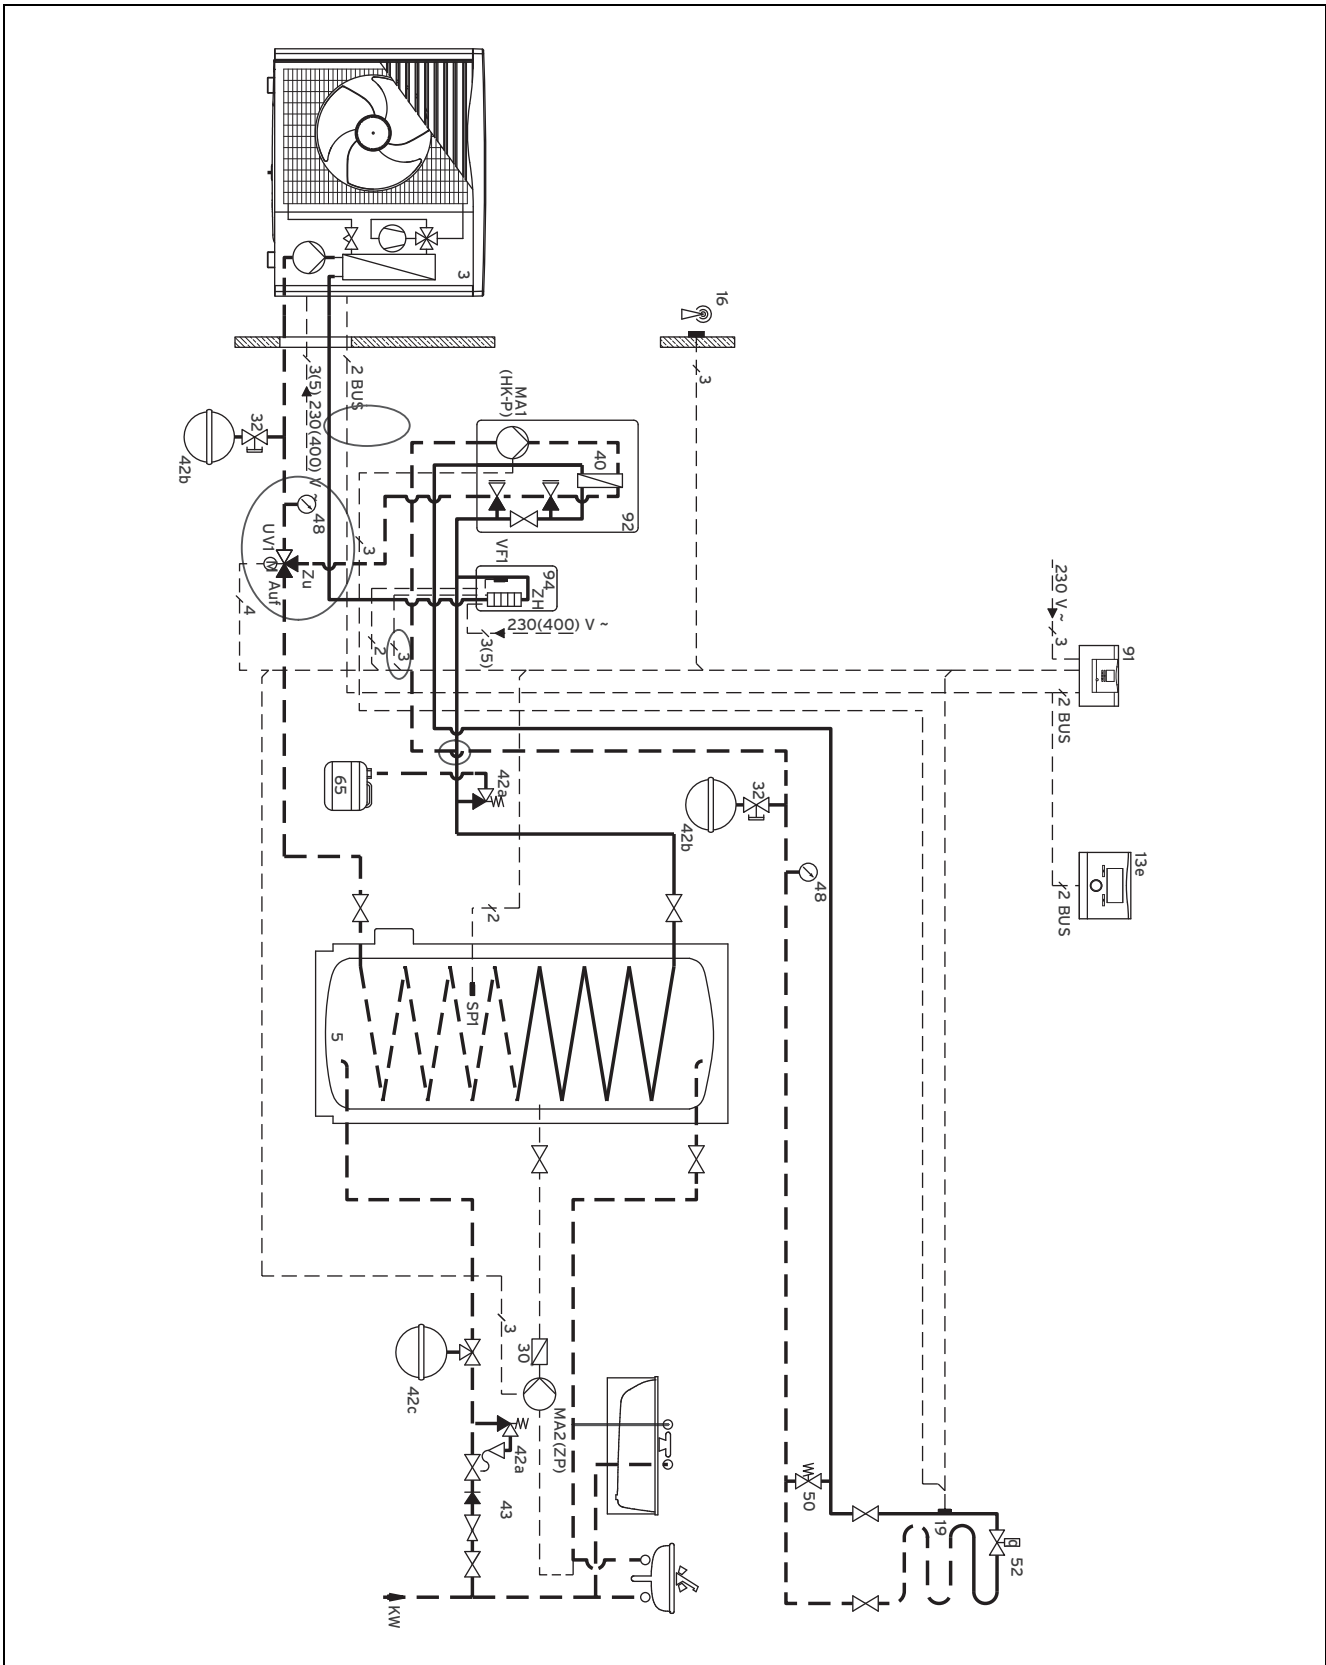 3
16
3
2 BUS
3(5) 230(400) V ~
MA1
(HK-P)
40
92
32
42b
48
UV1
M
Zu
Auf
4
3
VF1
94
ZH
230(400) V ~
3(5)
2
3
230 V~
3
91
2 BUS
13e
2 BUS
65
42a
32
42b
48
2
SP1
5
3
30
MA2(ZP)
42c
42a
43
50
19
52
KW